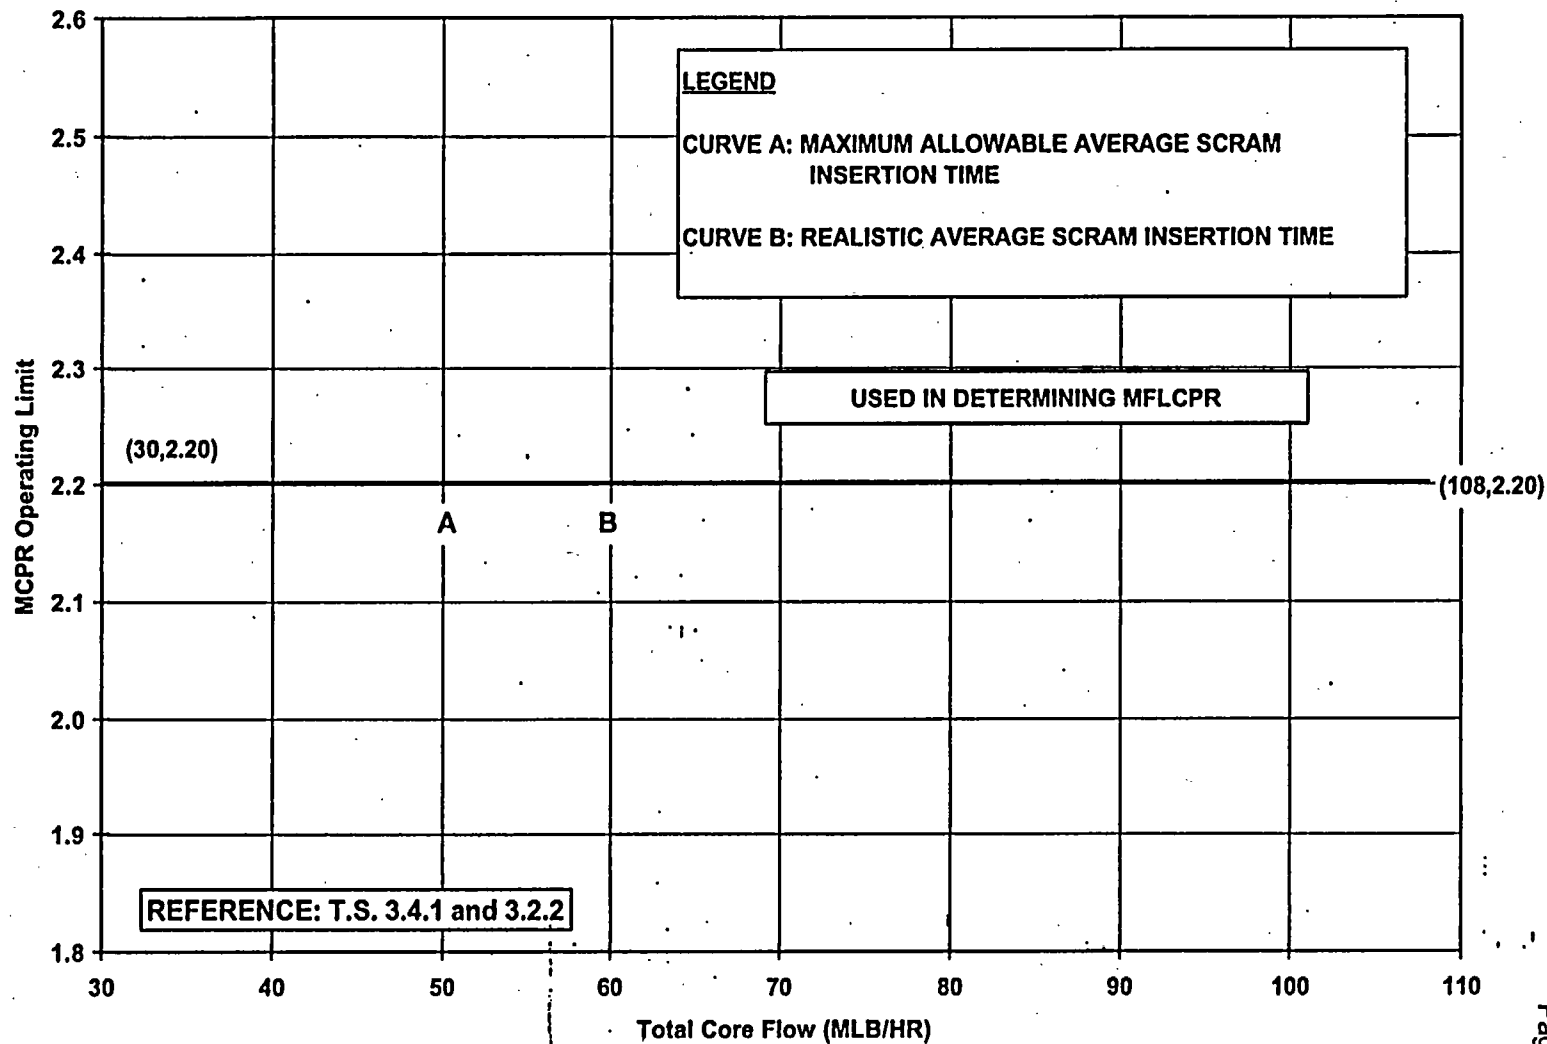 2.6
2.5
2.4
2.3
2.2
2.1
2.0
1.9
1.8
MCPR Operating Limit
LEGEND
CURVE A: MAXIMUM ALLOWABLE AVERAGE SCRAM
INSERTION TIME
CURVE B: REALISTIC AVERAGE SCRAM INSERTION TIME
USED IN DETERMINING MFLCPR
(30,2.20)
(108,2.20)
A
B
REFERENCE: T.S. 3.4.1 and 3.2.2
30 40 50 60 70 80 90 100 110
Total Core Flow (MLB/HR)